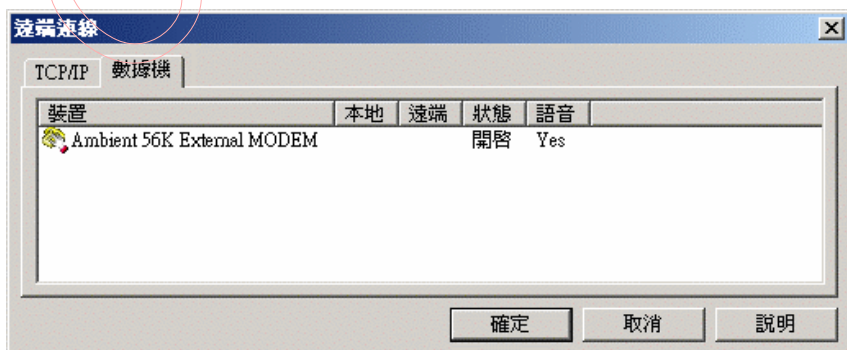 遠端連線
TCP/IP 數據機
裝置 本地 遠端 狀態 語音
Ambient 56K External MODEM 開啓 Yes
確定 取消 說明